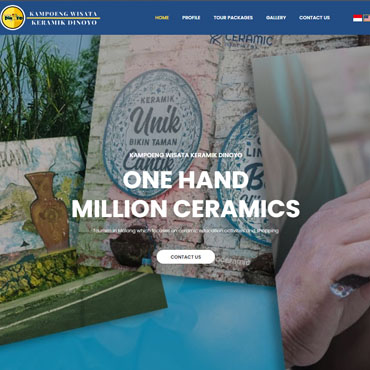 KAMPOENG WISATA
KERAMIK DINOYO
HOME PROFILE TOUR PACKAGES GALLERY CONTACT US
CERAMIC
KERAMIK
Unik
BIKIN TAMAN
KAMPOENG WISATA KERAMIK DINOYO
ONE HAND
MILLION CERAMICS
Tourism in Malang which focuses on ceramic education activities and shopping
CONTACT US